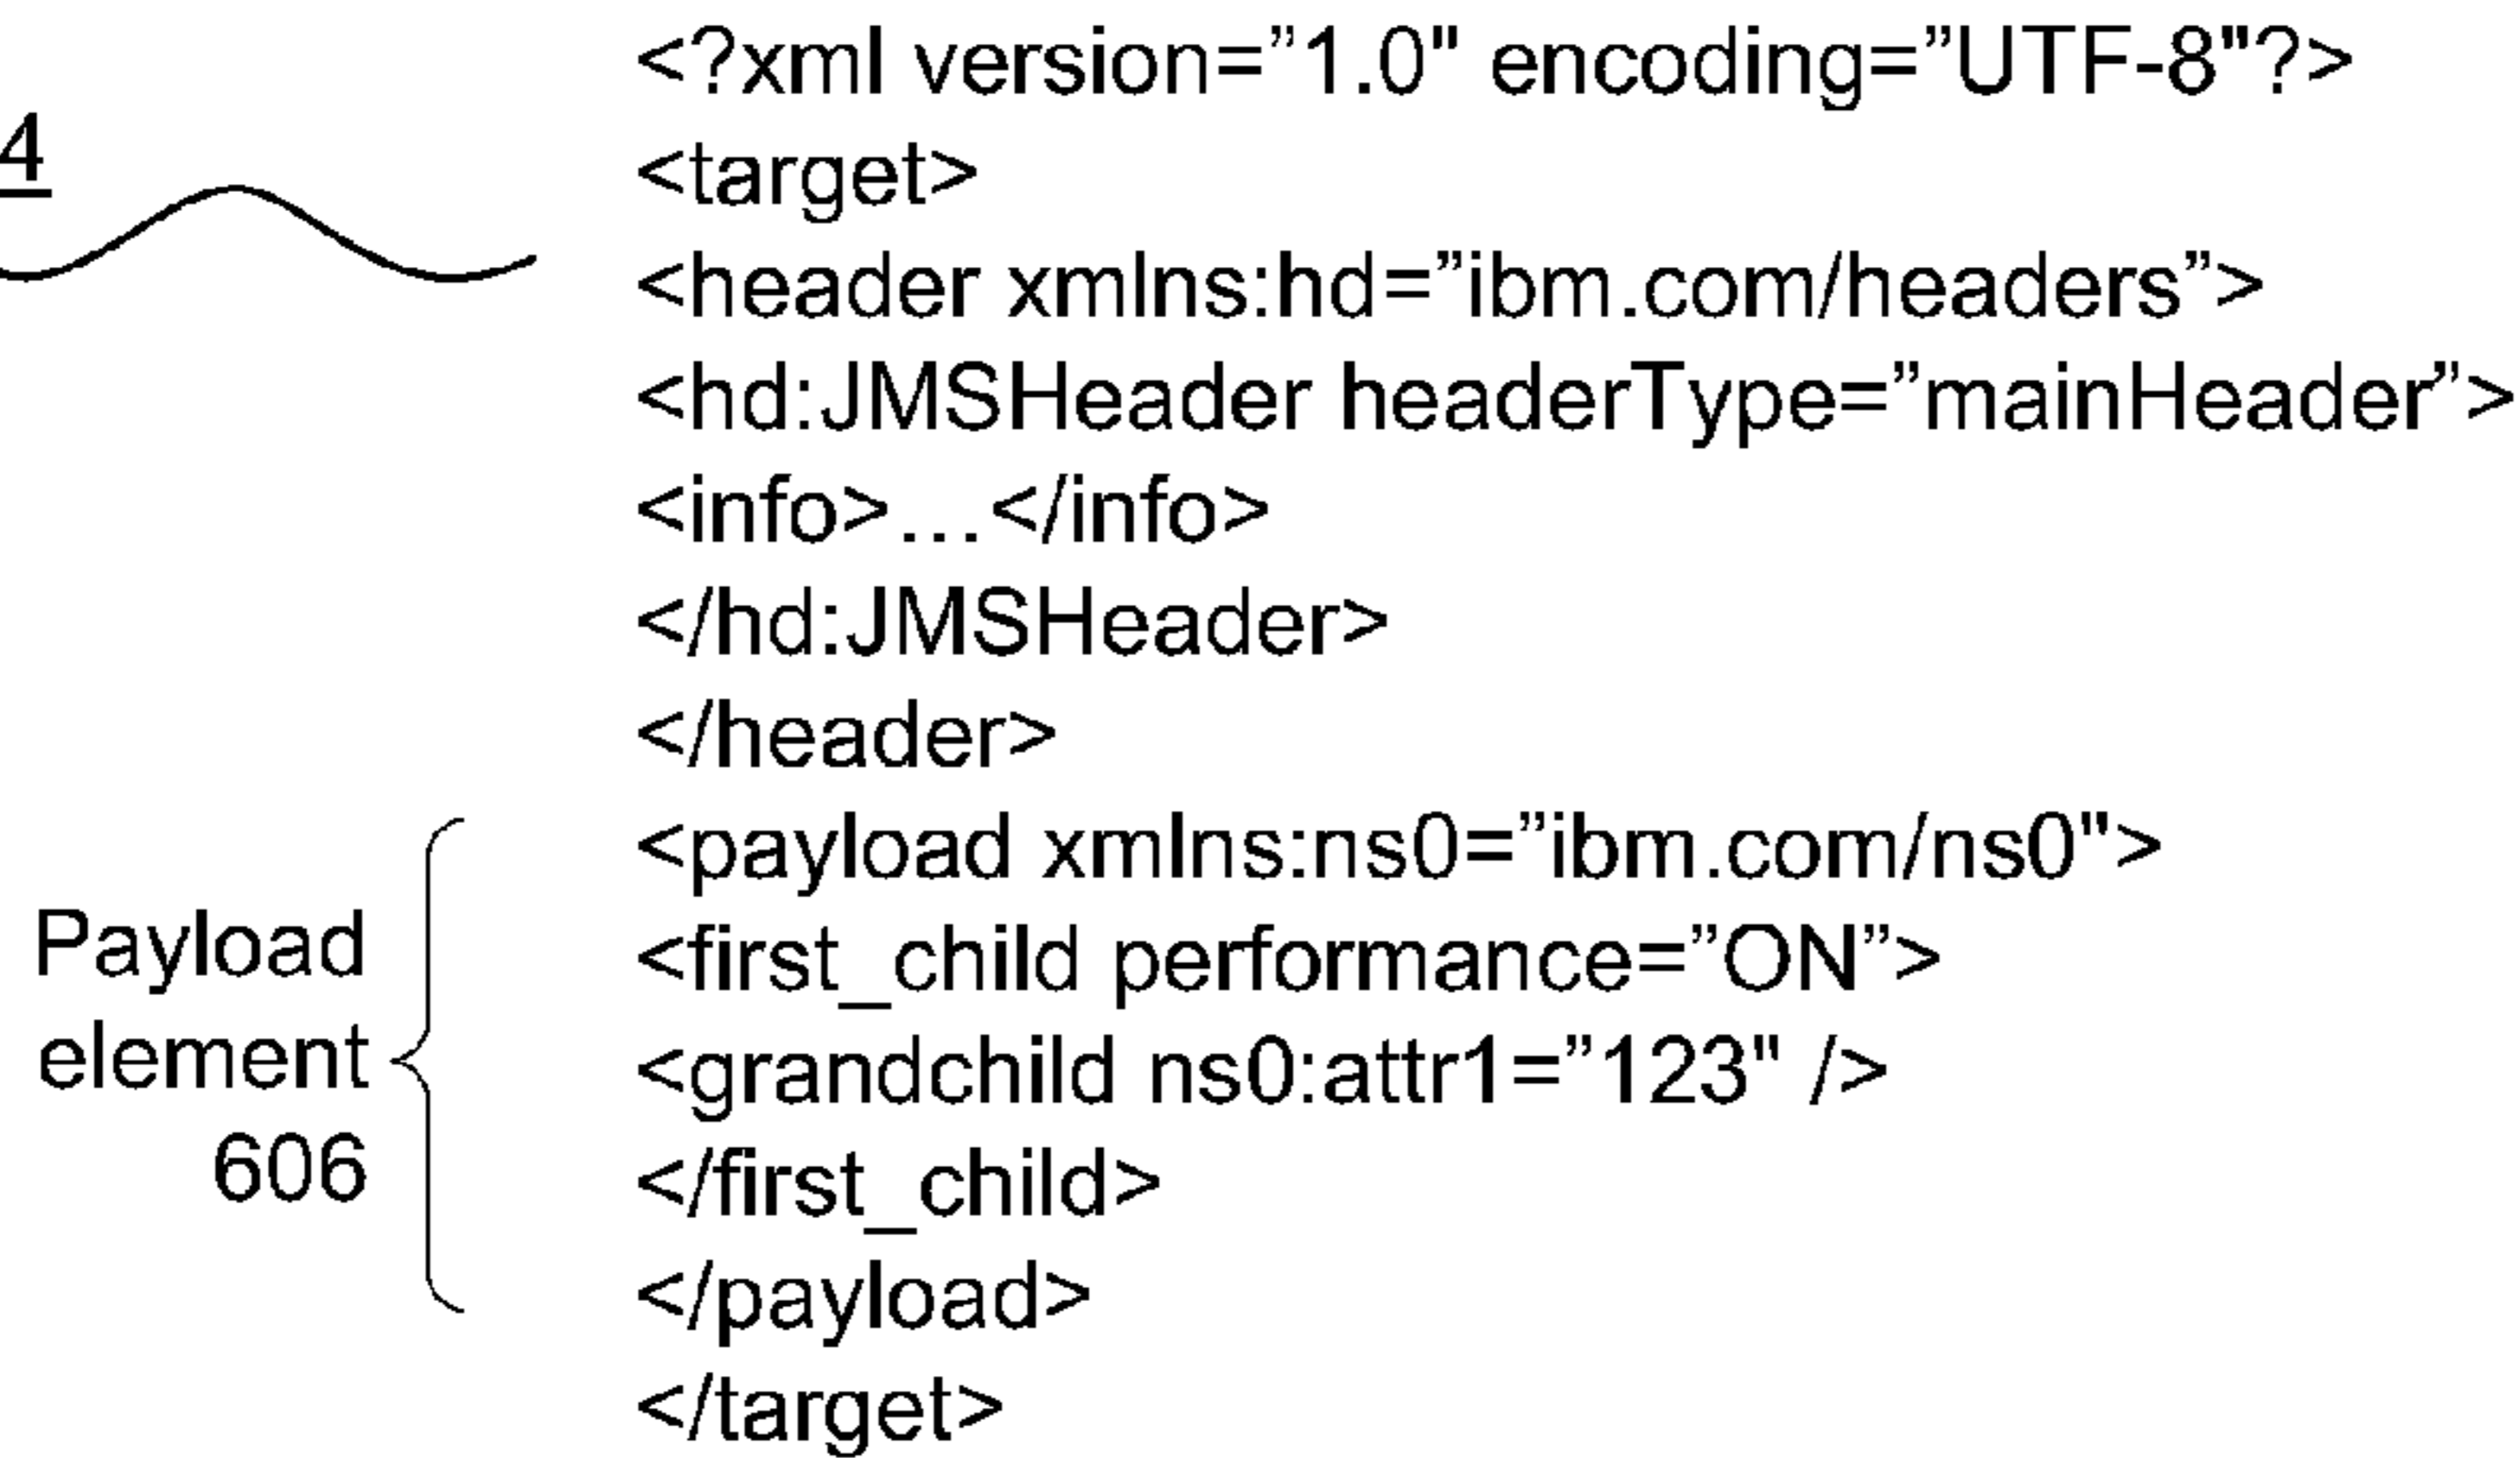 <?xml version=”1.0" encoding=”UTF-8"?>
4
<target>
<header xmlns:hd=”ibm.com/headers”>
<hd:JMSHeader headerType=”mainHeader”>
<info>...</info>
</hd:JMSHeader>
</header>
<payload xmlns:ns0=”ibm.com/ns0">
Payload
element
606
<first_child performance=”ON”>
<grandchild ns0:attr1=”123" />
</first_child>
</payload>
</target>